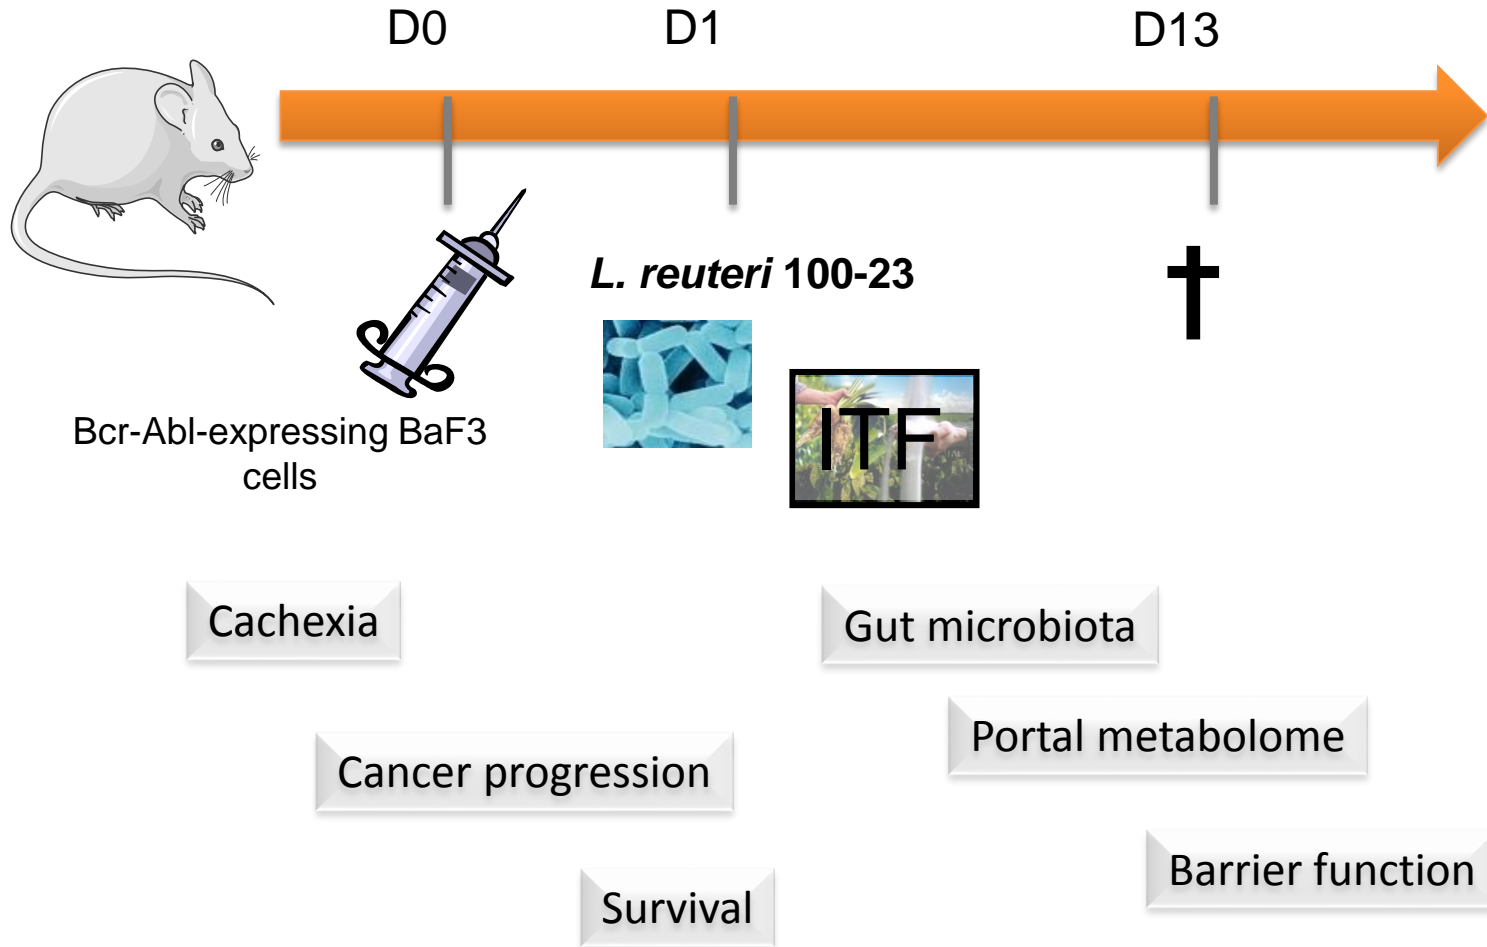 D0
D1
D13
L. reuteri 100-23
ITF
Bcr-Abl-expressing BaF3
cells
Cachexia
Gut microbiota
Cancer progression
Portal metabolome
Survival
Barrier function